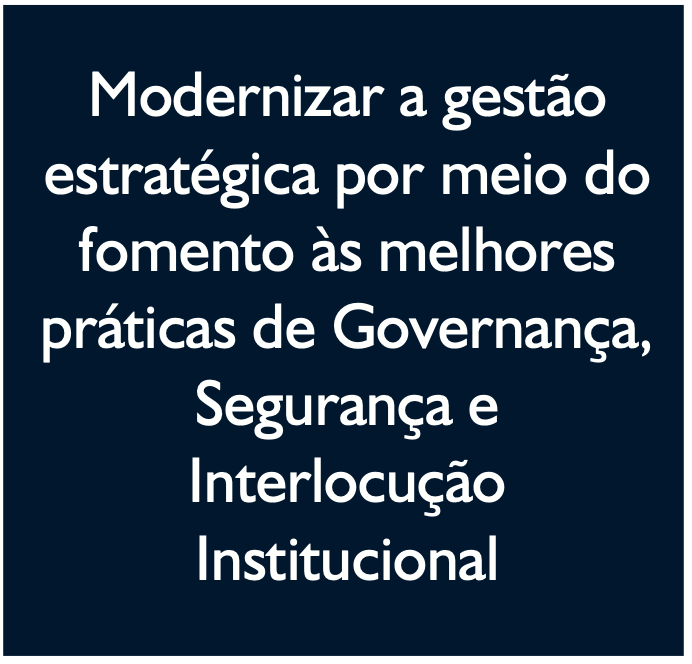 Modernizar a gestão
estratégica por meio do
fomento às melhores
práticas de Governança,
Segurança e
Interlocução
Institucional